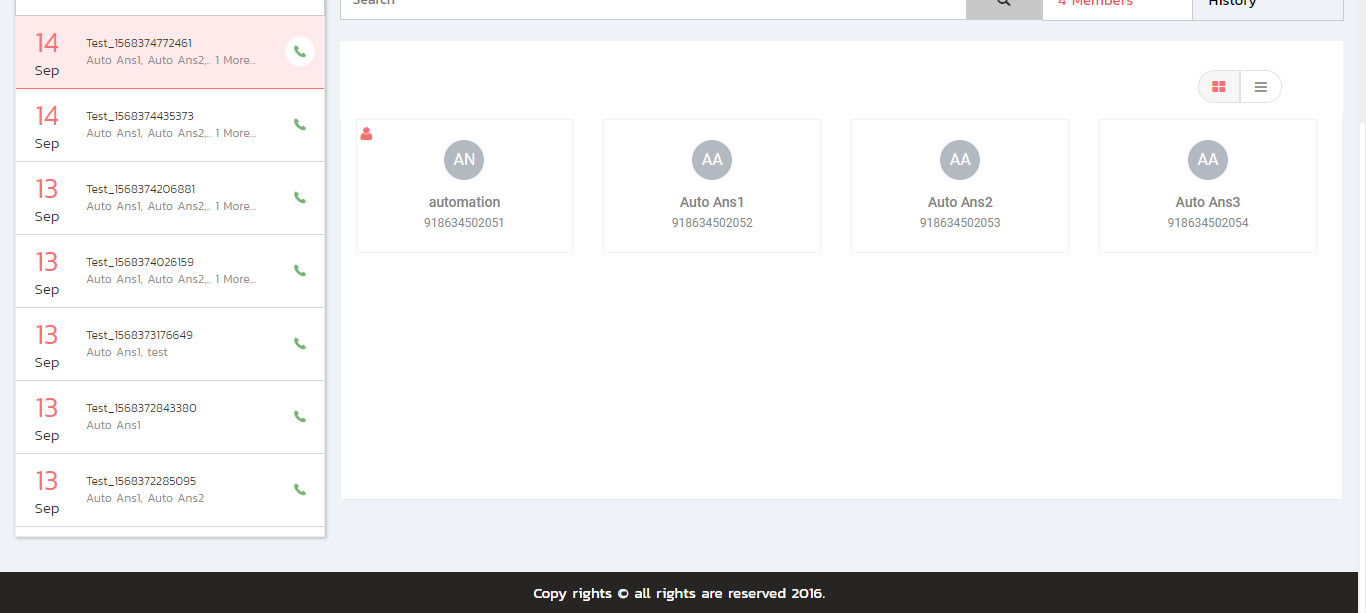 Search
4 Members
History
14
Sep
Test_1568374772461
Auto Ans1, Auto Ans2,.. 1 More...
14
Sep
Test_1568374435373
Auto Ans1, Auto Ans2,.. 1 More...
13
Sep
Test_1568374206881
Auto Ans1, Auto Ans2,.. 1 More...
13
Sep
Test_1568374026159
Auto Ans1, Auto Ans2,.. 1 More...
13
Sep
Test_1568373176649
Auto Ans1, test
13
Sep
Test_1568372843380
Auto Ans1
13
Sep
Test_1568372285095
Auto Ans1, Auto Ans2
AN
automation
918634502051
AA
Auto Ans1
918634502052
AA
Auto Ans2
918634502053
AA
Auto Ans3
918634502054
Copy rights © all rights are reserved 2016.